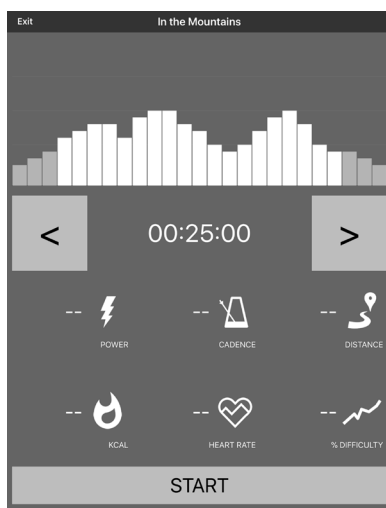 Exit In the Mountains
< 00:25:00 >
-- -- --
POWER CADENCE DISTANCE
-- -- --
KCAL HEART RATE % DIFFICULTY
START